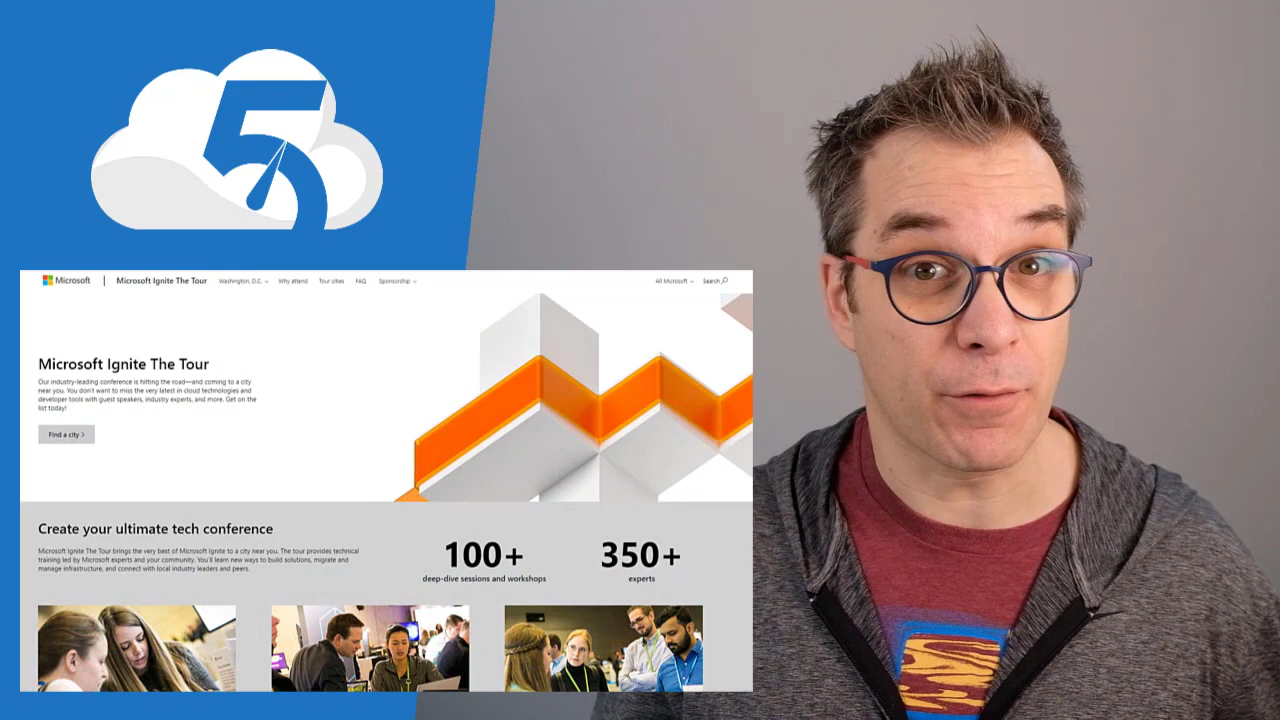 5
Microsoft
Microsoft Ignite The Tour
Washington, D.C.
Why attend
Tour cities
FAQ
Sponsorship
All Microsoft
Search
Microsoft Ignite The Tour
Our industry-leading conference is hitting the road—and coming to a city
near you. You don't want to miss the very latest in cloud technologies and
developer tools with guest speakers, industry experts, and more. Get on the
list today!
Find a city >
Create your ultimate tech conference
Microsoft Ignite The Tour brings the very best of Microsoft Ignite to a city near you. The tour provides technical
training led by Microsoft experts and your community. You'll learn new ways to build solutions, migrate and
manage infrastructure, and connect with local industry leaders and peers.
100+
deep-dive sessions and workshops
350+
experts